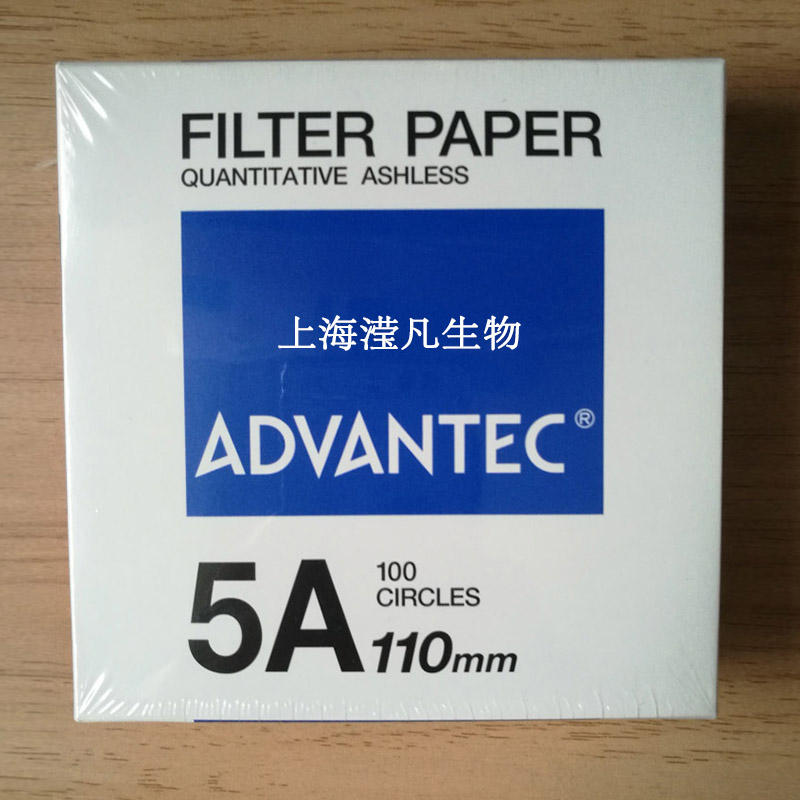 FILTER PAPER
QUANTITATIVE ASHLESS
上海滢凡生物
ADVANTEC®
5A
100
CIRCLES
110mm